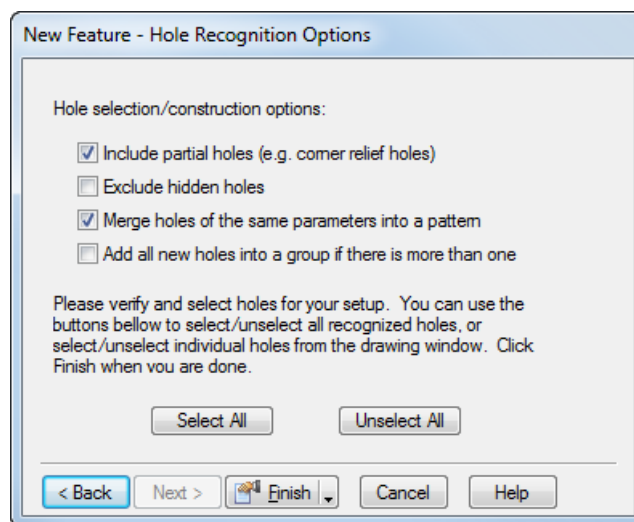 New Feature - Hole Recognition Options
Hole selection/construction options:
Include partial holes (e.g. corner relief holes)
Exclude hidden holes
Merge holes of the same parameters into a pattern
Add all new holes into a group if there is more than one
Please verify and select holes for your setup. You can use the
buttons bellow to select/unselect all recognized holes, or
select/unselect individual holes from the drawing window. Click
Finish when you are done.
Select All Unselect All
< Back Next > Finish Cancel Help